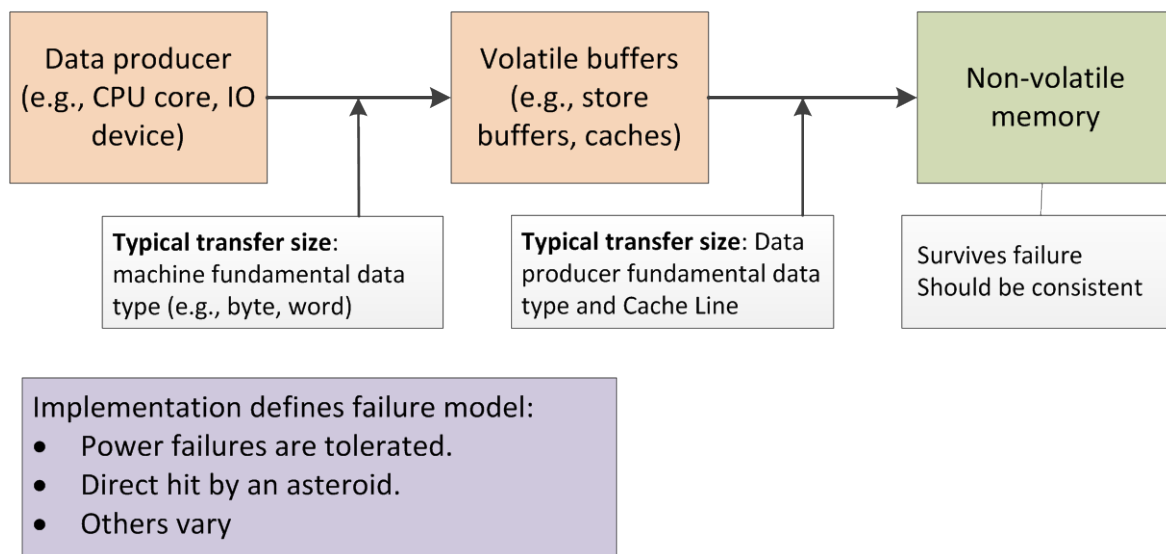 Data producer
(e.g., CPU core, IO
device)
Volatile buffers
(e.g., store
buffers, caches)
Non-volatile
memory
Typical transfer size:
machine fundamental data
type (e.g., byte, word)
Typical transfer size: Data
producer fundamental data
type and Cache Line
Survives failure
Should be consistent
Implementation defines failure model:
• Power failures are tolerated.
• Direct hit by an asteroid.
• Others vary